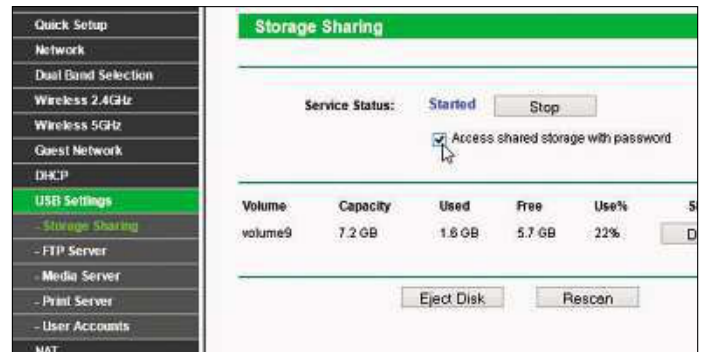 Quick Setup
Network
Dual Band Selection
Wireless 2.4GHz
Wireless 5GHz
Guest Network
DHCP
USB Settings
- Storage Sharing
- FTP Server
- Media Server
- Print Server
- User Accounts
NAT
Storage Sharing
Service Status: Started Stop
Access shared storage with password
Volume Capacity Used Free Use% S
volume9 7.2 GB 1.6 GB 5.7 GB 22% D
Eject Disk Rescan